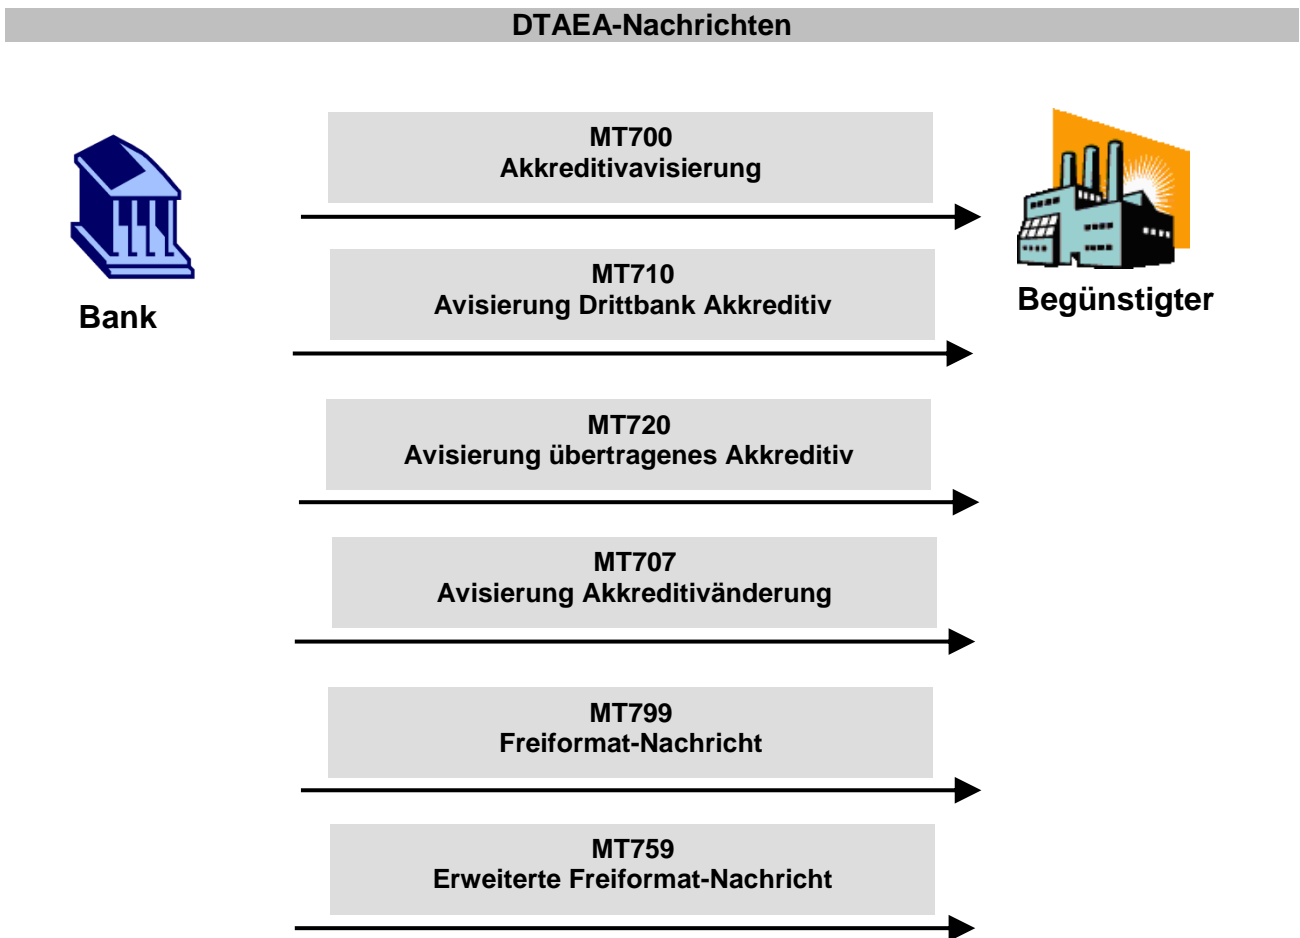 DTAEA-Nachrichten
MT700
Akkreditivavisierung
MT710
Avisierung Drittbank Akkreditiv
Bank
Begünstigter
MT720
Avisierung übertragenes Akkreditiv
MT707
Avisierung Akkreditivänderung
MT799
Freiformat-Nachricht
MT759
Erweiterte Freiformat-Nachricht